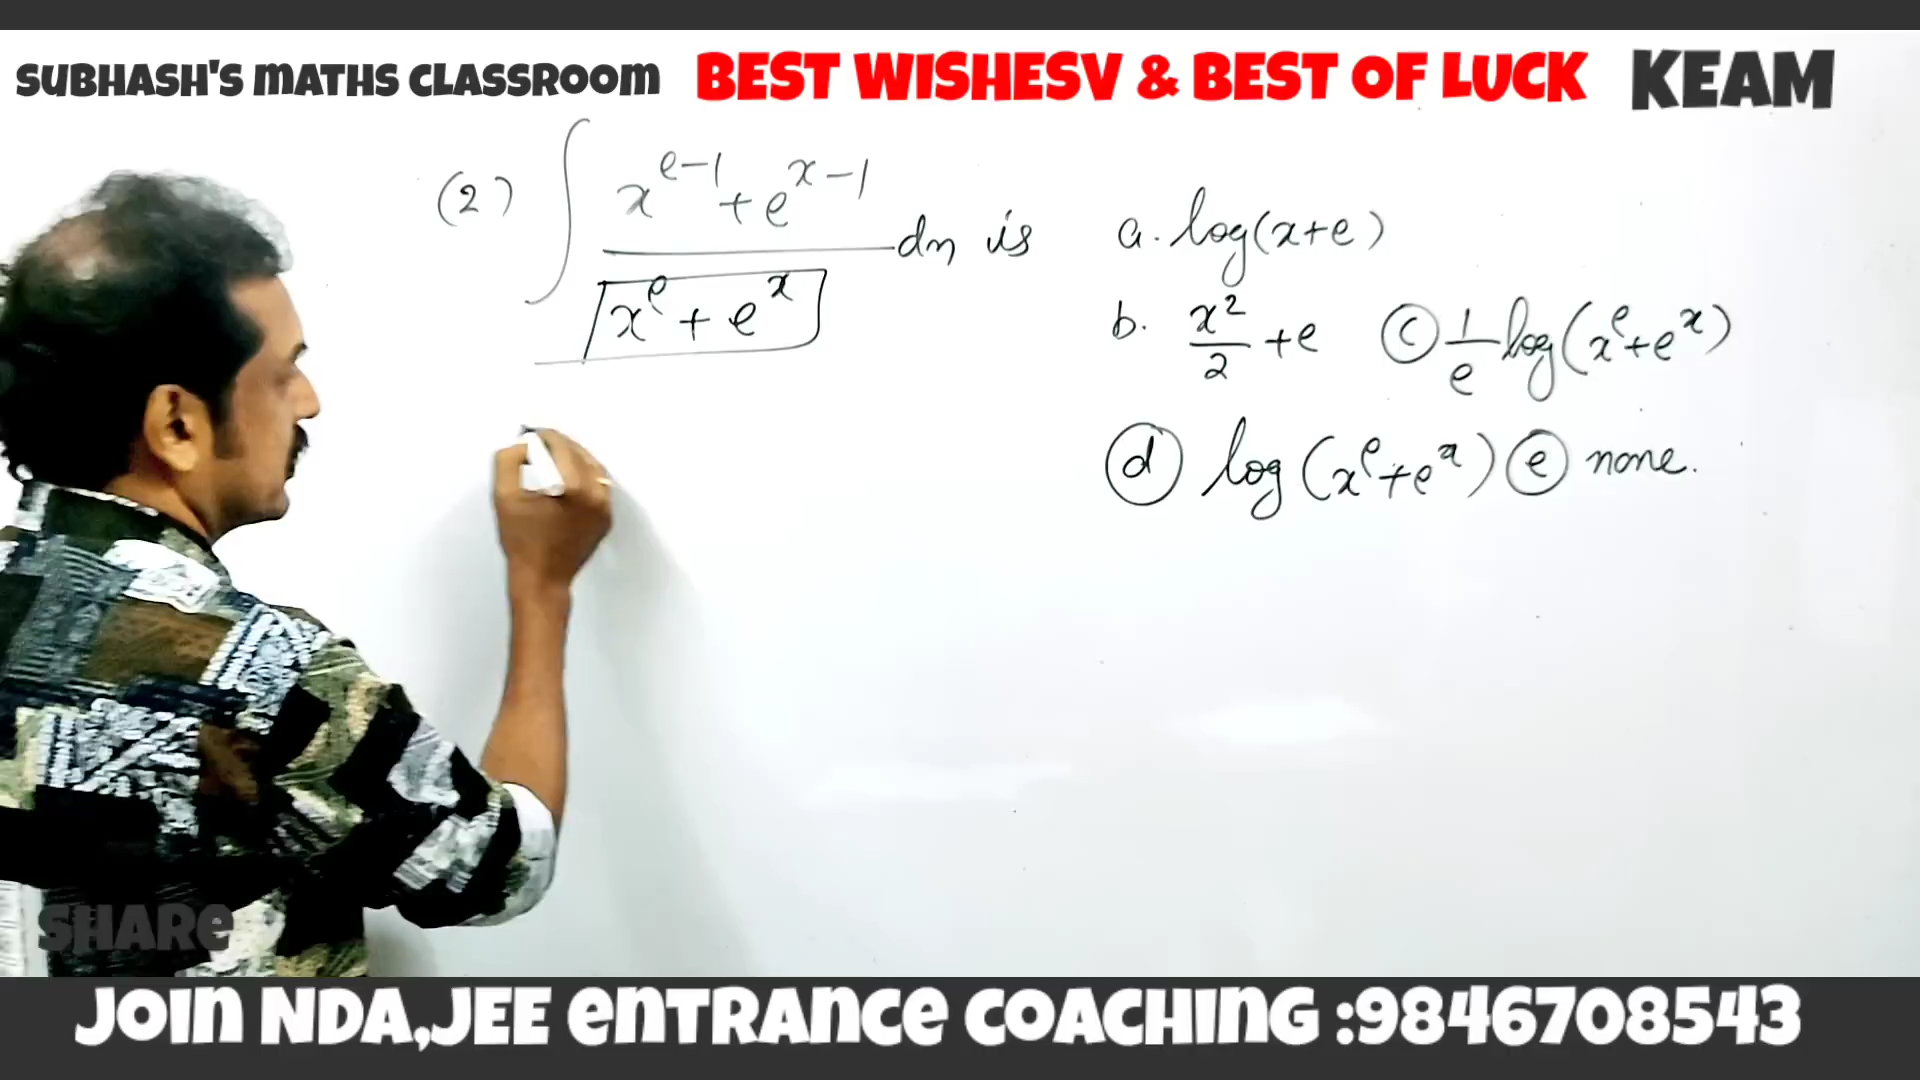 SUBHASH'S MATHS CLASSROOM BEST WISHESV & BEST OF LUCK KEAM
(2) ∫ (x^(e-1) + e^(x-1)) / (x^e + e^x) dx is
a. log(x+e)
b. x²/2 + e (c) 1/e log(x^e + e^x)
(d) log(x^e + e^x) (e) none.
SHARE
JOIN NDA,JEE ENTRANCE COACHING :9846708543